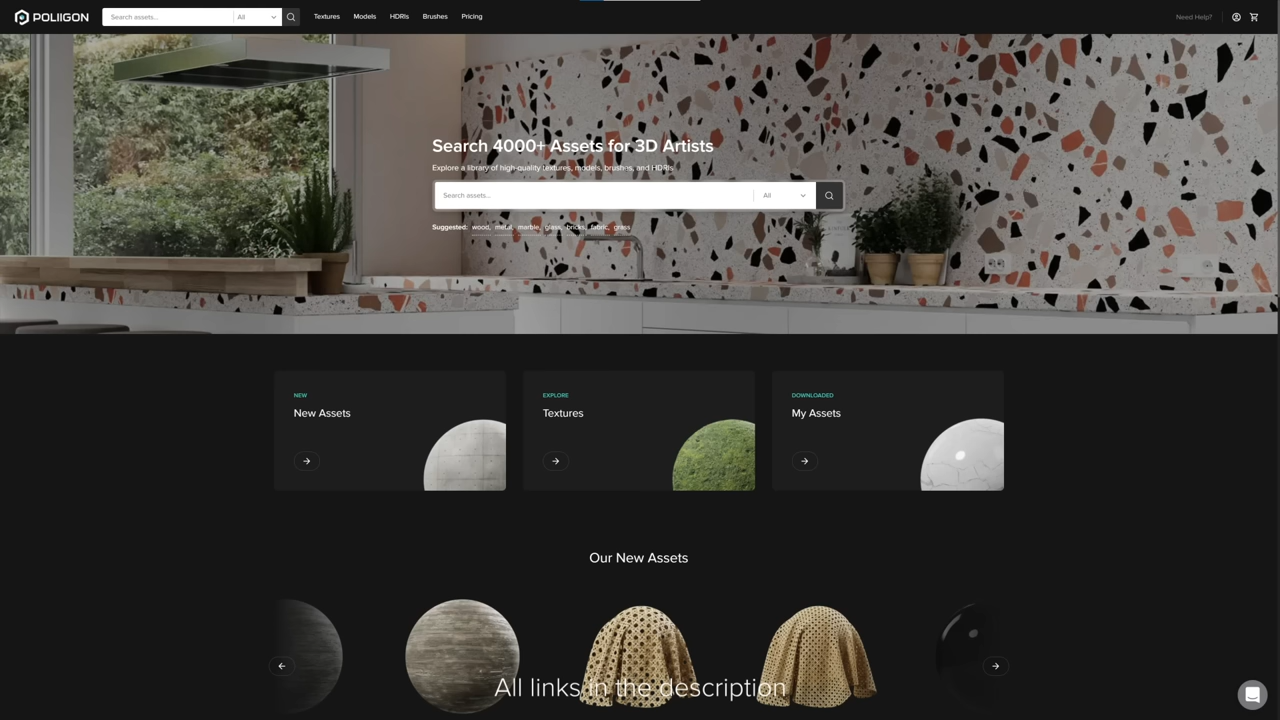 POLIIGON
Search assets...
All
Textures
Models
HDRIs
Brushes
Pricing
Need Help?
Search 4000+ Assets for 3D Artists
Explore a library of high-quality textures, models, brushes, and HDRIs
Search assets...
All
Suggested: wood, metal, marble, glass, bricks, fabric, grass
NEW
New Assets
EXPLORE
Textures
DOWNLOADED
My Assets
Our New Assets
All links in the description